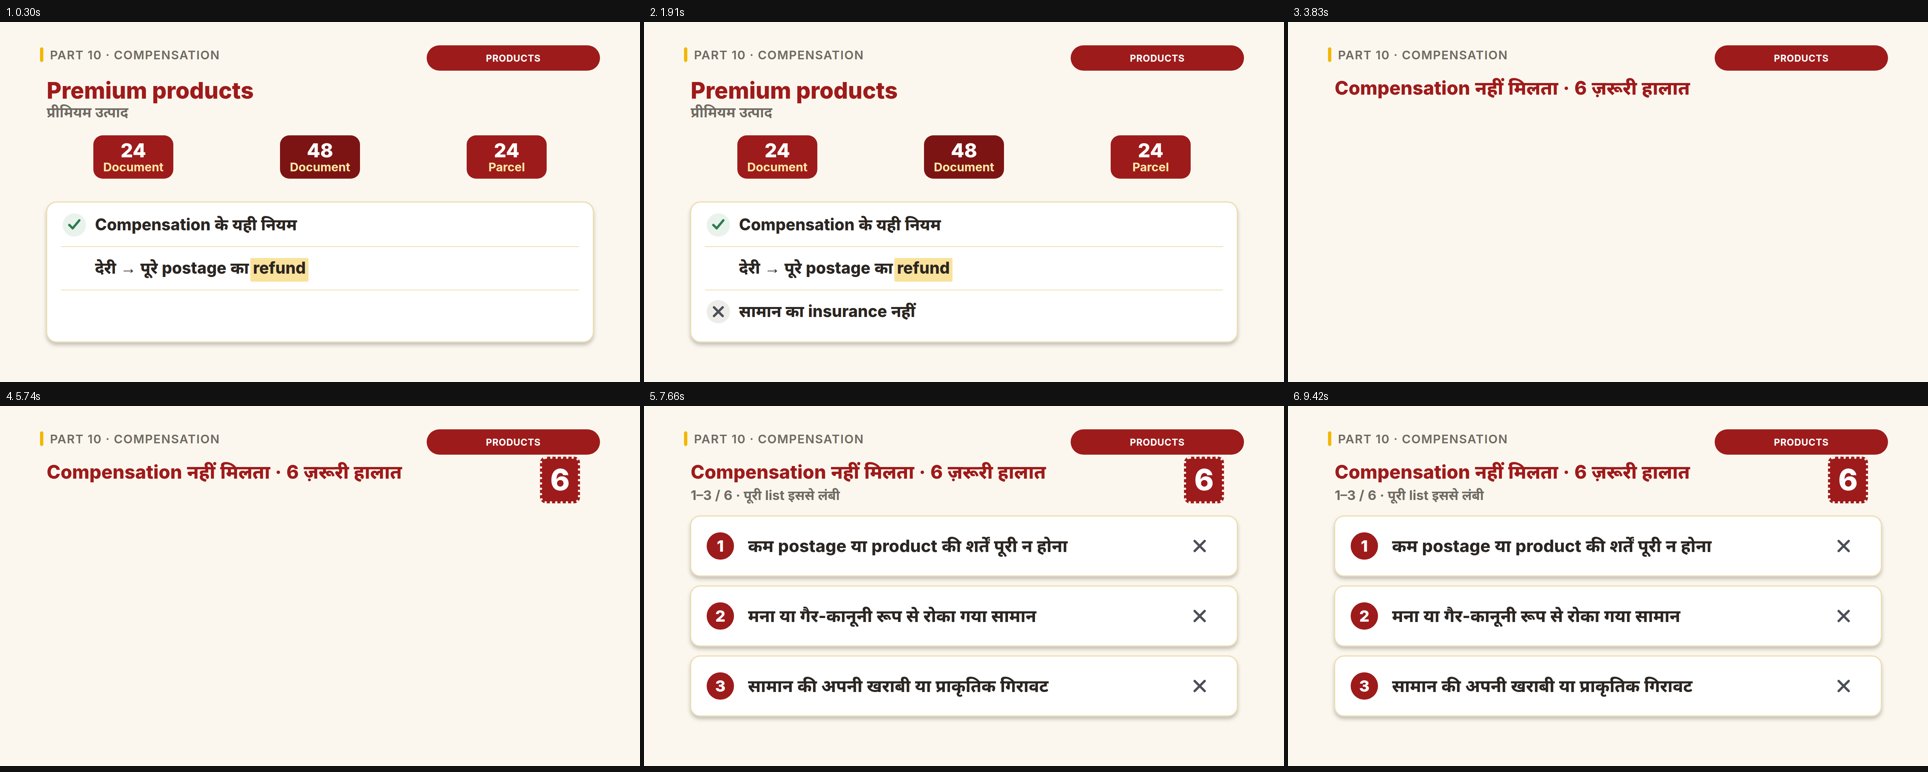 1. 0.30s
PART 10 · COMPENSATION
PRODUCTS
Premium products
प्रीमियम उत्पाद
24
Document
48
Document
24
Parcel
Compensation के यही नियम
देरी → पूरे postage का refund
2. 1.91s
PART 10 · COMPENSATION
PRODUCTS
Premium products
प्रीमियम उत्पाद
24
Document
48
Document
24
Parcel
Compensation के यही नियम
देरी → पूरे postage का refund
सामान का insurance नहीं
3. 3.83s
PART 10 · COMPENSATION
PRODUCTS
Compensation नहीं मिलता · 6 ज़रूरी हालात
4. 5.74s
PART 10 · COMPENSATION
PRODUCTS
Compensation नहीं मिलता · 6 ज़रूरी हालात
6
5. 7.66s
PART 10 · COMPENSATION
PRODUCTS
Compensation नहीं मिलता · 6 ज़रूरी हालात
6
1–3 / 6 · पूरी list इससे लंबी
1 कम postage या product की शर्तें पूरी न होना
2 मना या गैर-कानूनी रूप से रोका गया सामान
3 सामान की अपनी खराबी या प्राकृतिक गिरावट
6. 9.42s
PART 10 · COMPENSATION
PRODUCTS
Compensation नहीं मिलता · 6 ज़रूरी हालात
6
1–3 / 6 · पूरी list इससे लंबी
1 कम postage या product की शर्तें पूरी न होना
2 मना या गैर-कानूनी रूप से रोका गया सामान
3 सामान की अपनी खराबी या प्राकृतिक गिरावट